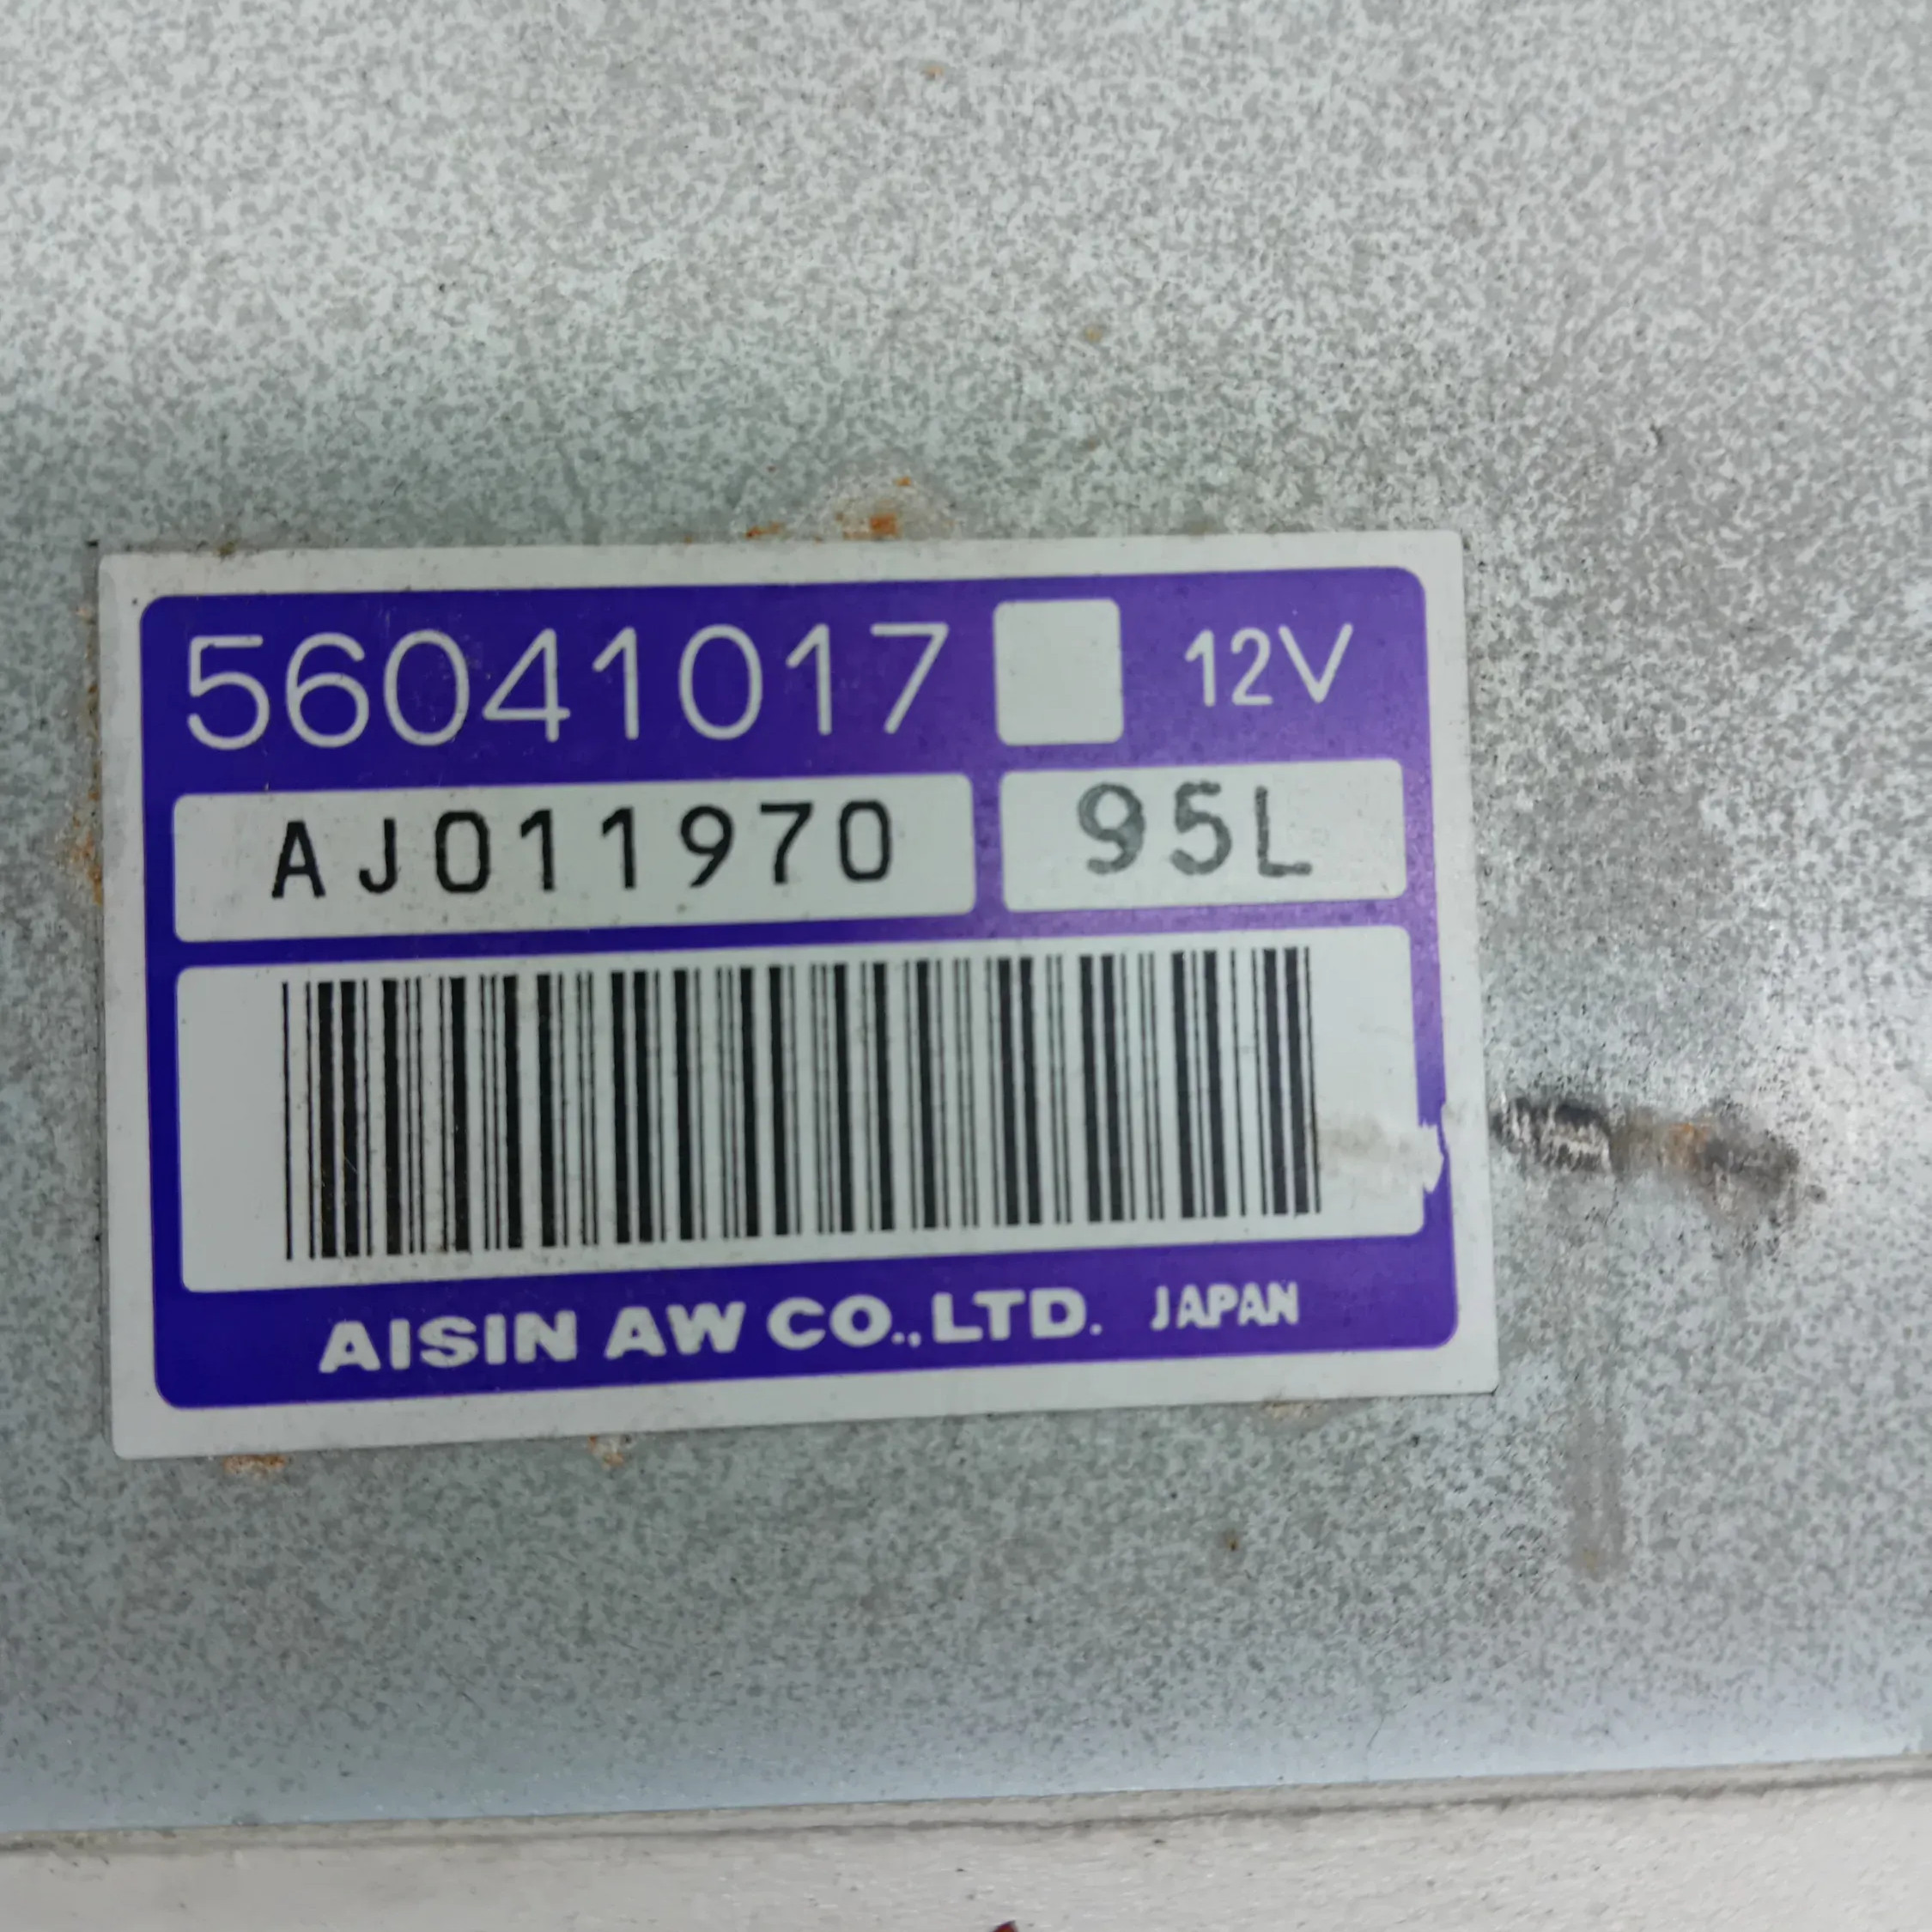 56041017 12V
AJ011970 95L
AISIN AW CO.,LTD. JAPAN